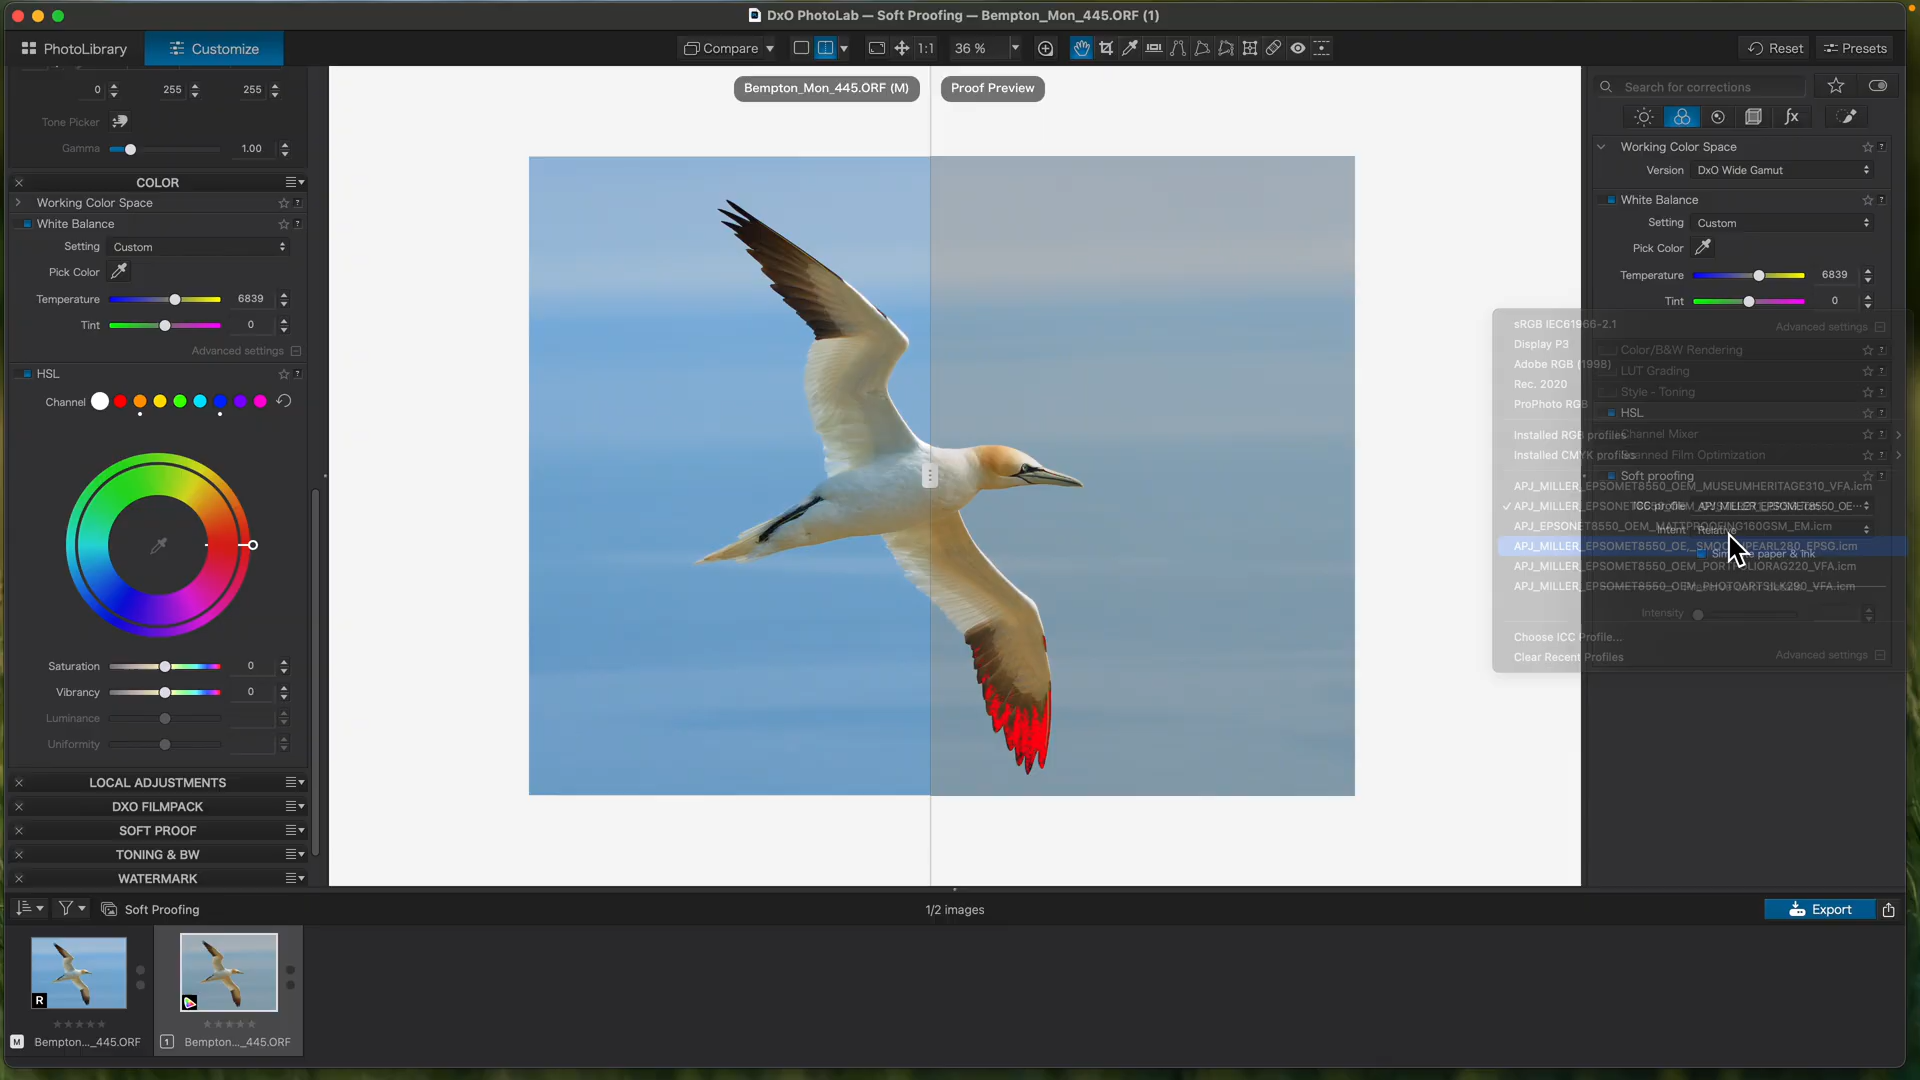 DxO PhotoLab — Soft Proofing — Bempton_Mon_445.ORF (1)
PhotoLibrary
Customize
Compare
1:1
36 %
Reset
Presets
0
255
255
Tone Picker
Gamma
1.00
COLOR
Working Color Space
White Balance
Setting
Custom
Pick Color
Temperature
6839
Tint
0
Advanced settings
HSL
Channel
Saturation
0
Vibrancy
0
Luminance
Uniformity
LOCAL ADJUSTMENTS
DXO FILMPACK
SOFT PROOF
TONING & BW
WATERMARK
Bempton_Mon_445.ORF (M)
Proof Preview
Search for corrections
fx
Working Color Space
Version
DxO Wide Gamut
White Balance
Setting
Custom
Pick Color
Temperature
6839
Tint
0
Advanced settings
Color/B&W Rendering
LUT Grading
Style - Toning
HSL
Channel Mixer
Scanned Film Optimization
Soft proofing
ICC profile
Intent
Relative
Intensity
Advanced settings
sRGB IEC61966-2.1
Display P3
Adobe RGB (1998)
Rec. 2020
ProPhoto RGB
Installed RGB profiles
Installed CMYK profiles
APJ_MILLER_EPSOMET8550_OEM_MUSEUMHERITAGE310_VFA.icm
APJ_EPSONET8550_OEM_MATTPROOFING160GSM_EM.icm
APJ_MILLER_EPSOMET8550_OEM_PORTFOLIORAG220_VFA.icm
APJ_MILLER_EPSOMET8550_OEM_PHOTOARTSILK290_VFA.icm
Choose ICC Profile...
Clear Recent Profiles
Soft Proofing
1/2 images
Export
R
M
Bempton..._445.ORF
1
Bempton..._445.ORF